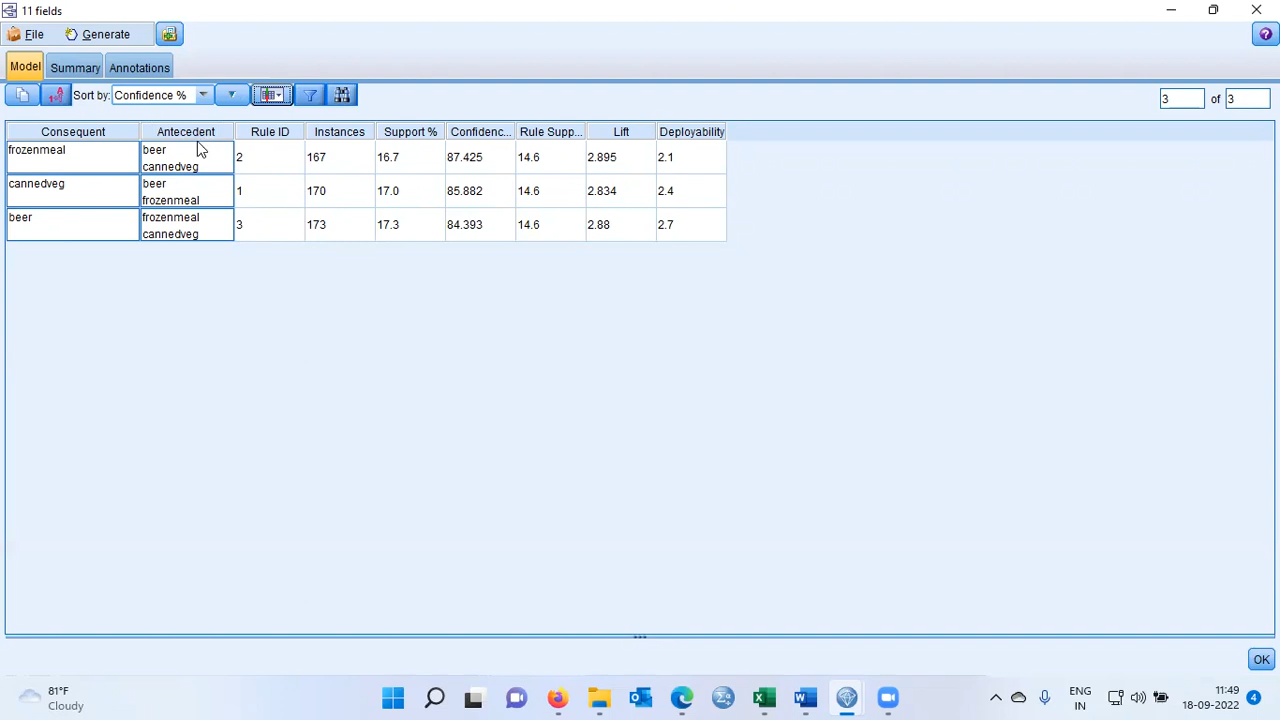 11 fields
File Generate
Model Summary Annotations
Sort by: Confidence % 3 of 3
Consequent Antecedent Rule ID Instances Support % Confidenc... Rule Supp... Lift Deployability
frozenmeal beer 2 167 16.7 87.425 14.6 2.895 2.1
cannedveg
cannedveg beer 1 170 17.0 85.882 14.6 2.834 2.4
frozenmeal
beer frozenmeal 3 173 17.3 84.393 14.6 2.88 2.7
cannedveg
OK
81°F
Cloudy
ENG
IN
11:49
18-09-2022
4